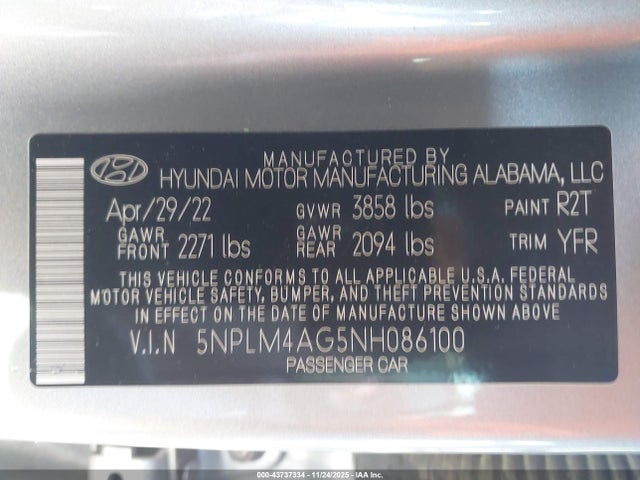 MANUFACTURED BY
HYUNDAI MOTOR MANUFACTURING ALABAMA, LLC
Apr/29/22 GVWR 3858 lbs PAINT R2T
GAWR FRONT 2271 lbs GAWR REAR 2094 lbs TRIM YFR
THIS VEHICLE CONFORMS TO ALL APPLICABLE U.S.A. FEDERAL
MOTOR VEHICLE SAFETY, BUMPER, AND THEFT PREVENTION STANDARDS
IN EFFECT ON THE DATE OF MANUFACTURE SHOWN ABOVE
V.I.N 5NPLM4AG5NH086100
PASSENGER CAR
000-43737334 - 11/24/2025 - IAA Inc.